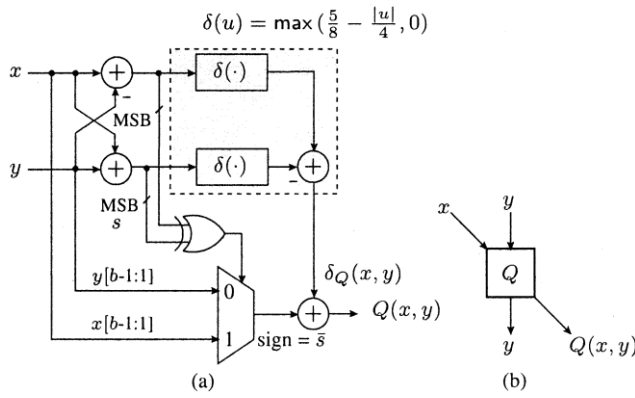 δ(u) = max (5/8 − |u|/4, 0)
x
+
−
δ(·)
MSB
y
+
δ(·)
−
+
MSB
s
δ_Q(x, y)
y[b-1:1]
0
x[b-1:1]
1
+
Q(x, y)
sign = s̄
(a)
x
y
Q
y
Q(x, y)
(b)